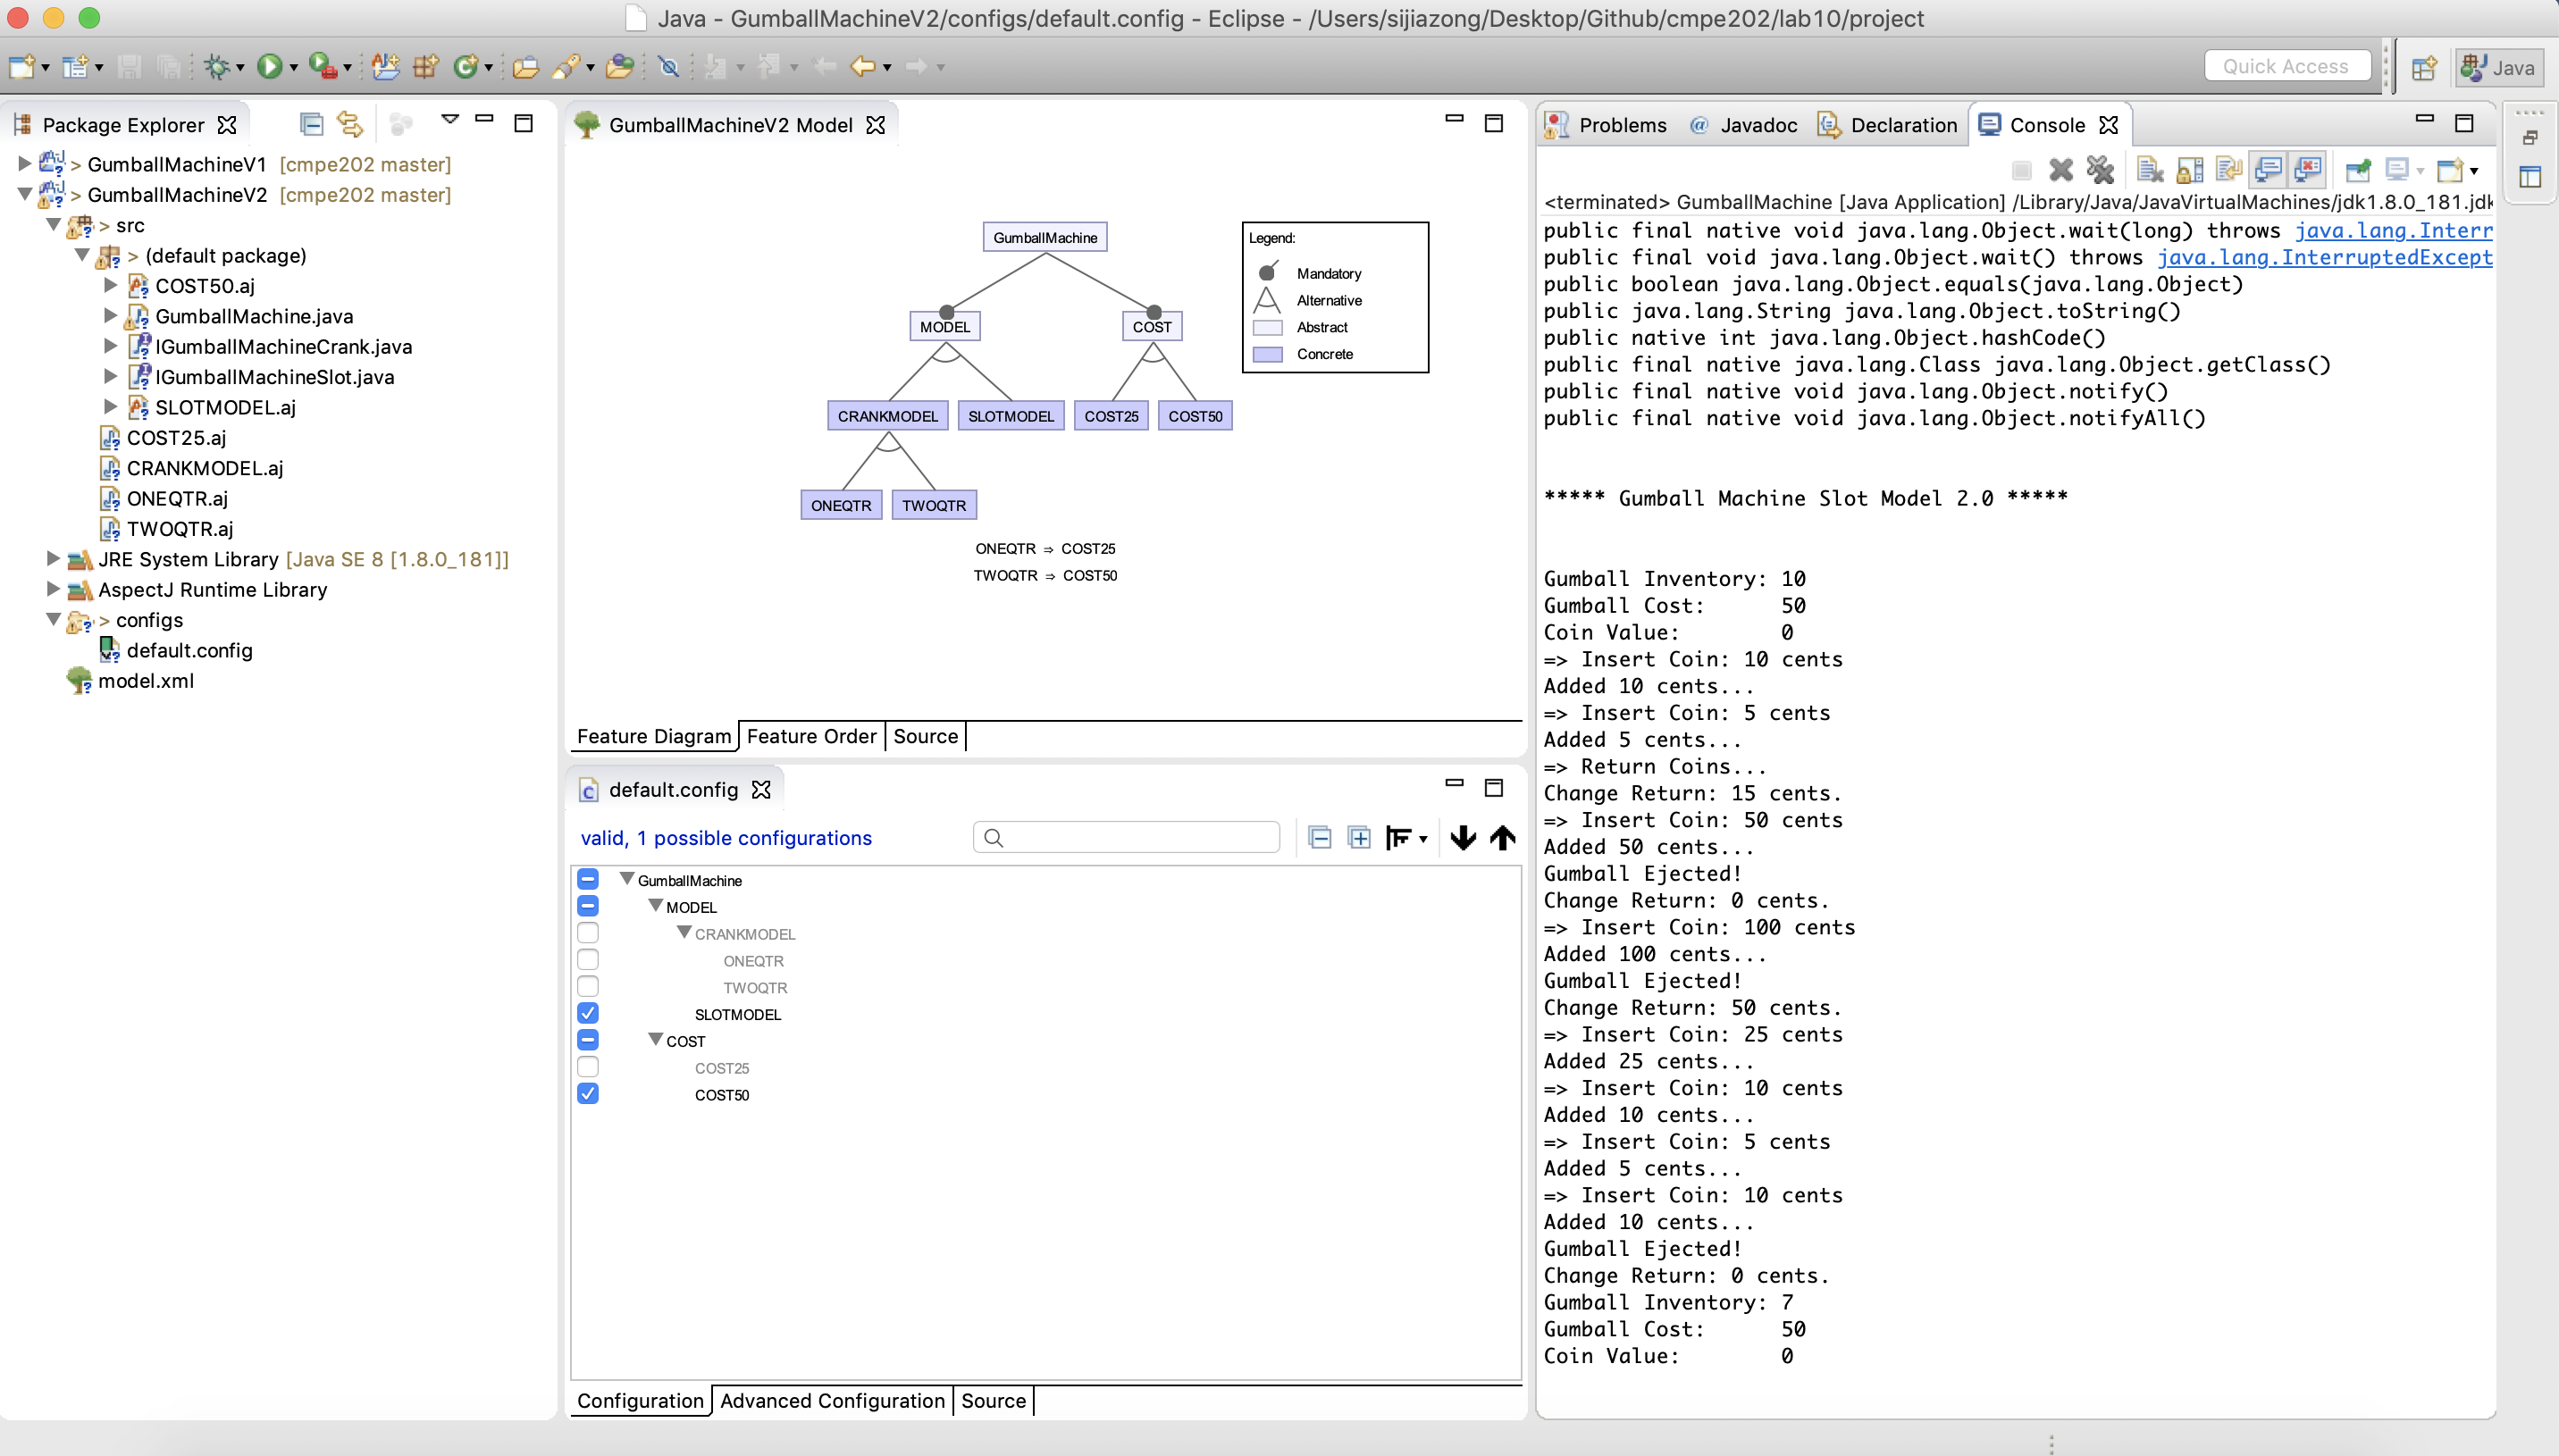 Java - GumballMachineV2/configs/default.config - Eclipse - /Users/sijiazong/Desktop/Github/cmpe202/lab10/project
Quick Access
Java
Package Explorer
> GumballMachineV1 [cmpe202 master]
> GumballMachineV2 [cmpe202 master]
> src
> (default package)
COST50.aj
GumballMachine.java
IGumballMachineCrank.java
IGumballMachineSlot.java
SLOTMODEL.aj
COST25.aj
CRANKMODEL.aj
ONEQTR.aj
TWOQTR.aj
JRE System Library [Java SE 8 [1.8.0_181]]
AspectJ Runtime Library
> configs
default.config
model.xml
GumballMachineV2 Model
GumballMachine
MODEL
COST
CRANKMODEL
SLOTMODEL
COST25
COST50
ONEQTR
TWOQTR
ONEQTR ⇒ COST25
TWOQTR ⇒ COST50
Legend:
Mandatory
Alternative
Abstract
Concrete
Feature Diagram
Feature Order
Source
default.config
valid, 1 possible configurations
GumballMachine
MODEL
CRANKMODEL
ONEQTR
TWOQTR
SLOTMODEL
COST
COST25
COST50
Configuration
Advanced Configuration
Source
Problems
@ Javadoc
Declaration
Console
<terminated> GumballMachine [Java Application] /Library/Java/JavaVirtualMachines/jdk1.8.0_181.jdk
public final native void java.lang.Object.wait(long) throws java.lang.Interr
public final void java.lang.Object.wait() throws java.lang.InterruptedExcept
public boolean java.lang.Object.equals(java.lang.Object)
public java.lang.String java.lang.Object.toString()
public native int java.lang.Object.hashCode()
public final native java.lang.Class java.lang.Object.getClass()
public final native void java.lang.Object.notify()
public final native void java.lang.Object.notifyAll()
***** Gumball Machine Slot Model 2.0 *****
Gumball Inventory: 10
Gumball Cost: 50
Coin Value: 0
=> Insert Coin: 10 cents
Added 10 cents...
=> Insert Coin: 5 cents
Added 5 cents...
=> Return Coins...
Change Return: 15 cents.
=> Insert Coin: 50 cents
Added 50 cents...
Gumball Ejected!
Change Return: 0 cents.
=> Insert Coin: 100 cents
Added 100 cents...
Gumball Ejected!
Change Return: 50 cents.
=> Insert Coin: 25 cents
Added 25 cents...
=> Insert Coin: 10 cents
Added 10 cents...
=> Insert Coin: 5 cents
Added 5 cents...
=> Insert Coin: 10 cents
Added 10 cents...
Gumball Ejected!
Change Return: 0 cents.
Gumball Inventory: 7
Gumball Cost: 50
Coin Value: 0